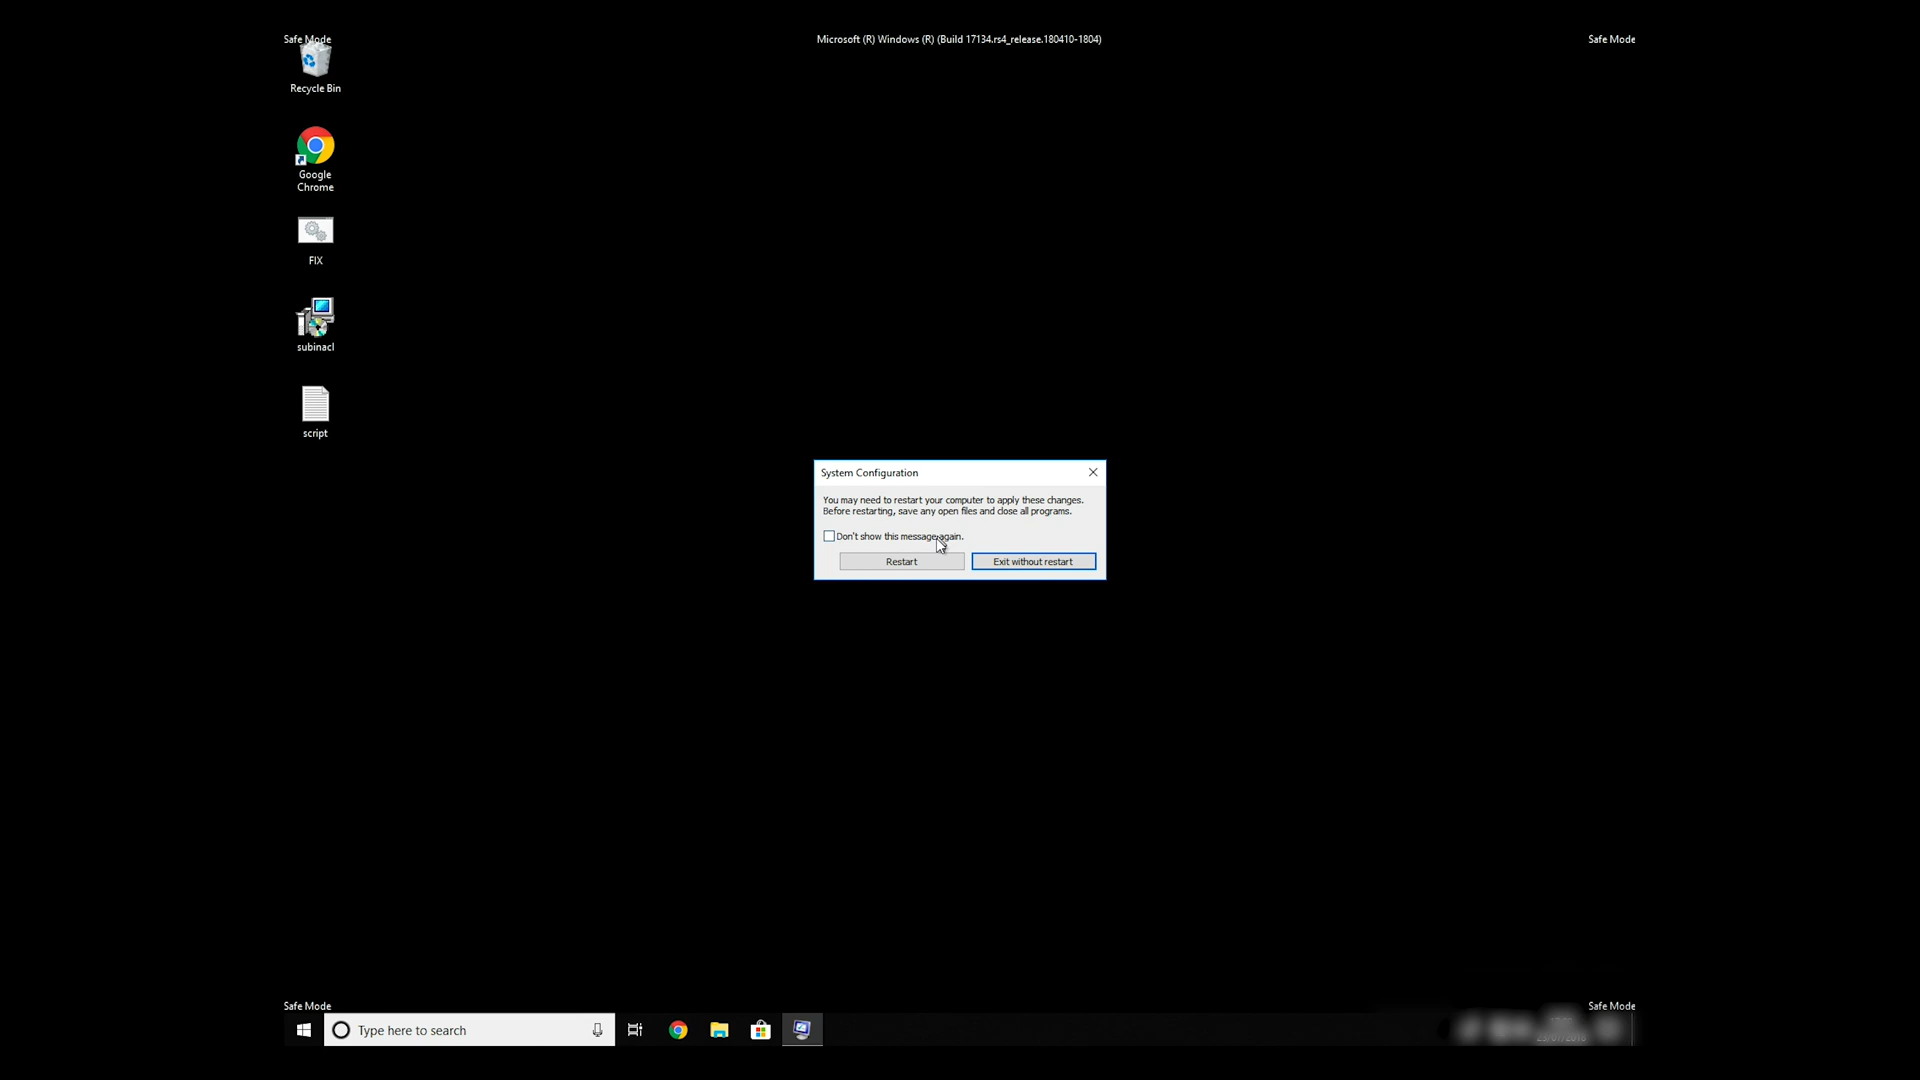 Safe Mode
Microsoft (R) Windows (R) (Build 17134.rs4_release.180410-1804)
Safe Mode
Recycle Bin
Google
Chrome
FIX
subinacl
script
System Configuration
You may need to restart your computer to apply these changes.
Before restarting, save any open files and close all programs.
Don't show this message again.
Restart
Exit without restart
Safe Mode
Safe Mode
Type here to search